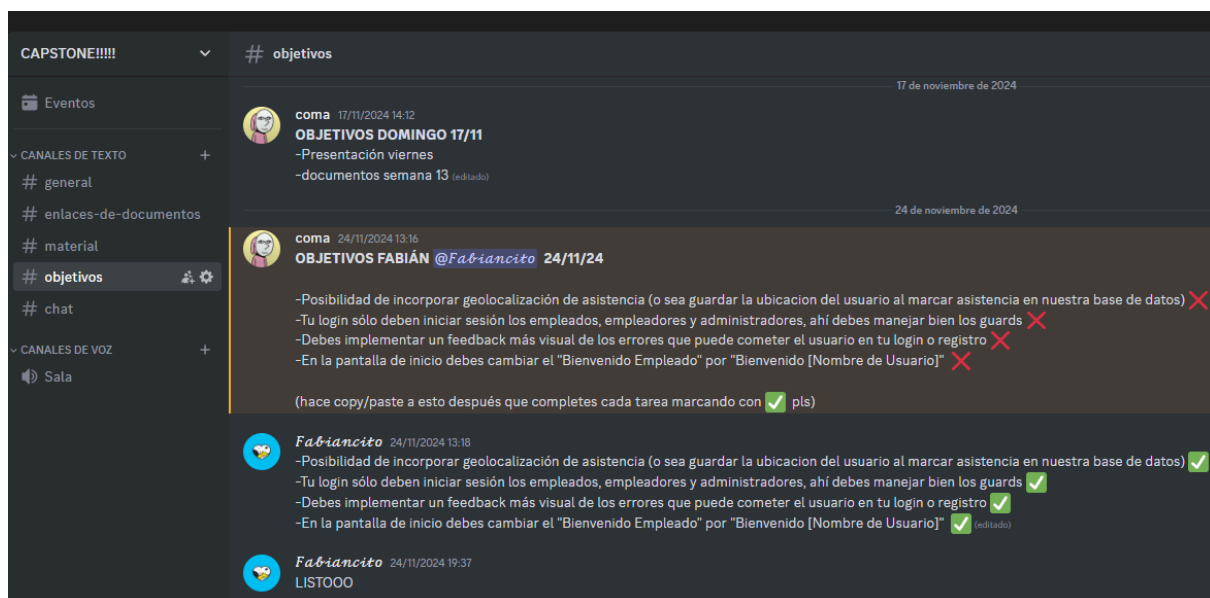 CAPSTONE!!!!!
Eventos
CANALES DE TEXTO
general
enlaces-de-documentos
material
objetivos
chat
CANALES DE VOZ
Sala
# objetivos
17 de noviembre de 2024
coma 17/11/2024 14:12
OBJETIVOS DOMINGO 17/11
-Presentación viernes
-documentos semana 13 (editado)
24 de noviembre de 2024
coma 24/11/2024 13:16
OBJETIVOS FABIÁN @Fabiancito 24/11/24
-Posibilidad de incorporar geolocalización de asistencia (o sea guardar la ubicacion del usuario al marcar asistencia en nuestra base de datos) ❌
-Tu login sólo deben iniciar sesión los empleados, empleadores y administradores, ahí debes manejar bien los guards ❌
-Debes implementar un feedback más visual de los errores que puede cometer el usuario en tu login o registro ❌
-En la pantalla de inicio debes cambiar el "Bienvenido Empleado" por "Bienvenido [Nombre de Usuario]" ❌
(hace copy/paste a esto después que completes cada tarea marcando con ✅ pls)
Fabiancito 24/11/2024 13:18
-Posibilidad de incorporar geolocalización de asistencia (o sea guardar la ubicacion del usuario al marcar asistencia en nuestra base de datos) ✅
-Tu login sólo deben iniciar sesión los empleados, empleadores y administradores, ahí debes manejar bien los guards ✅
-Debes implementar un feedback más visual de los errores que puede cometer el usuario en tu login o registro ✅
-En la pantalla de inicio debes cambiar el "Bienvenido Empleado" por "Bienvenido [Nombre de Usuario]" ✅ (editado)
Fabiancito 24/11/2024 19:37
LISTOOO